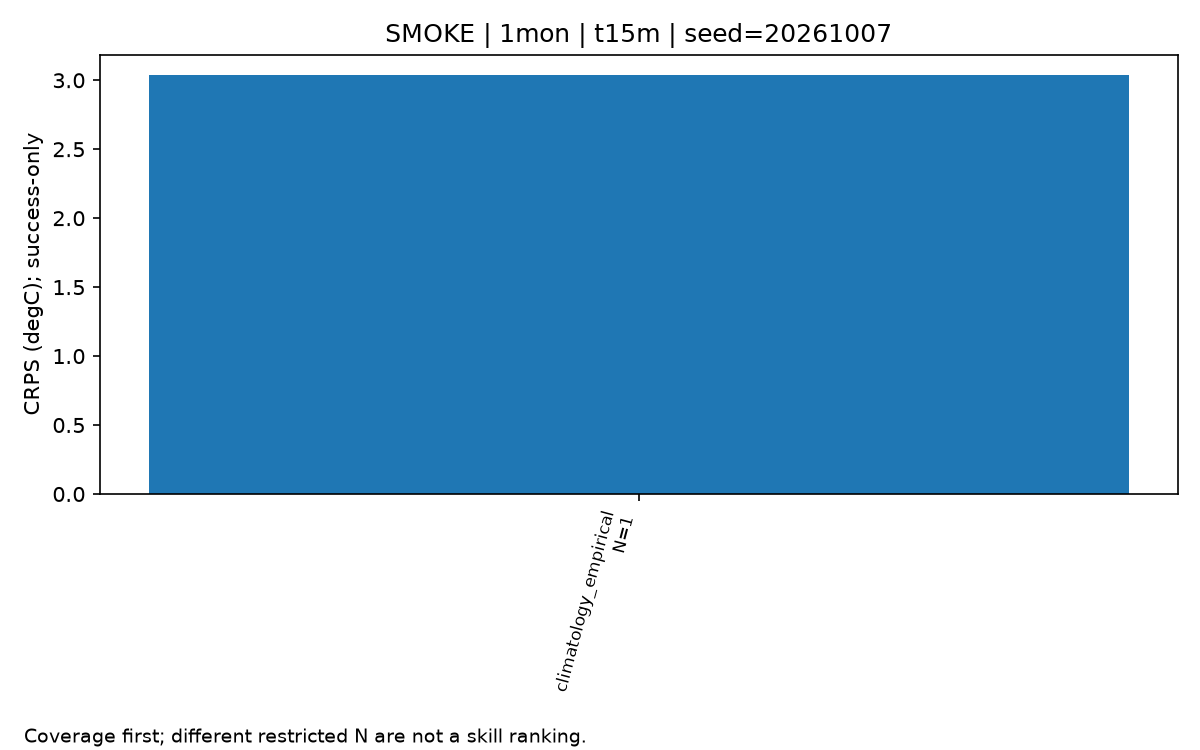 SMOKE | 1mon | t15m | seed=20261007
CRPS (degC); success-only
3.0
2.5
2.0
1.5
1.0
0.5
0.0
climatology_empirical
N=1
Coverage first; different restricted N are not a skill ranking.